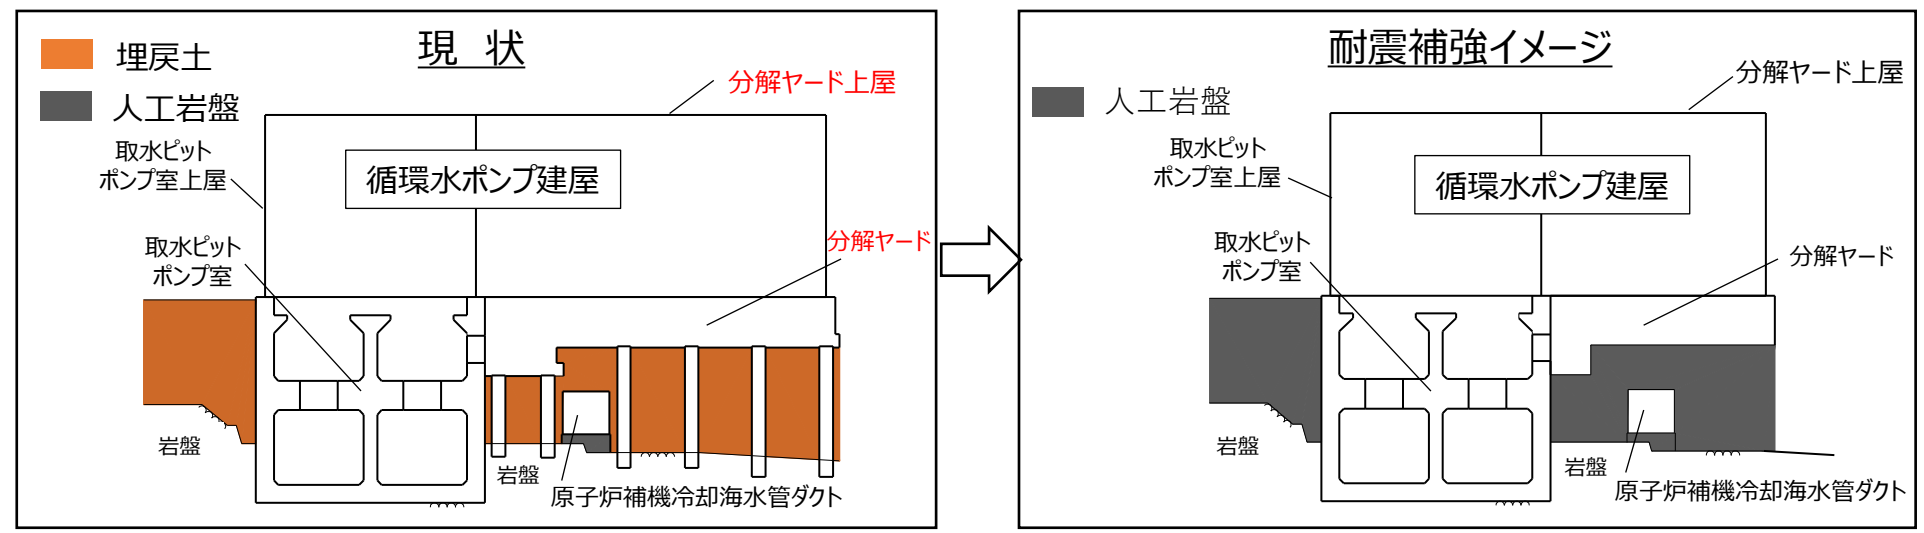 現 状
埋戻土
人工岩盤
分解ヤード上屋
取水ピット
ポンプ室上屋
循環水ポンプ建屋
取水ピット
ポンプ室
分解ヤード
岩盤
岩盤
原子炉補機冷却海水管ダクト
耐震補強イメージ
人工岩盤
分解ヤード上屋
取水ピット
ポンプ室上屋
循環水ポンプ建屋
取水ピット
ポンプ室
分解ヤード
岩盤
岩盤
原子炉補機冷却海水管ダクト